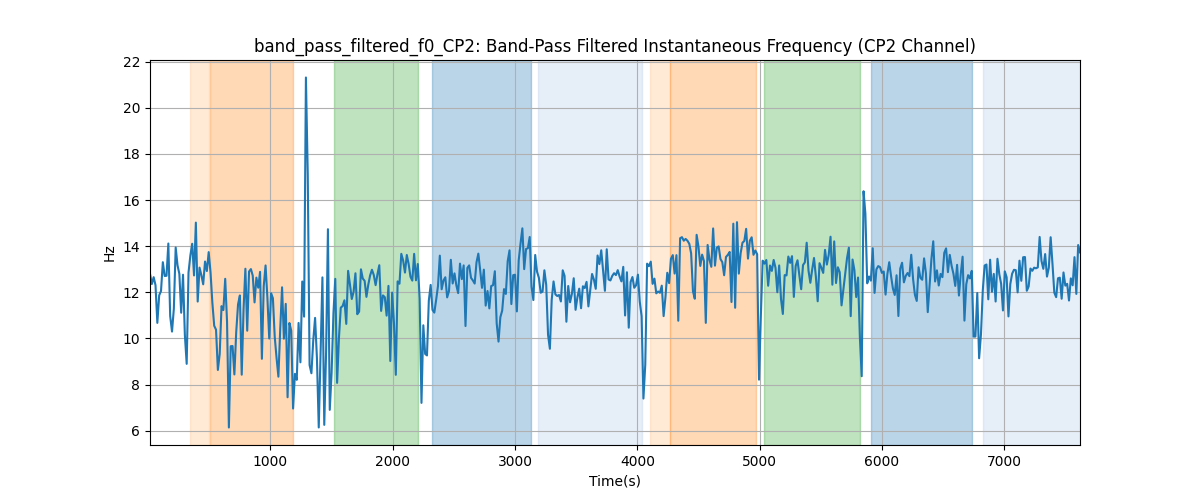 band_pass_filtered_f0_CP2: Band-Pass Filtered Instantaneous Frequency (CP2 Channel)
22
20
18
16
14
12
10
8
6
Hz
1000 2000 3000 4000 5000 6000 7000
Time(s)